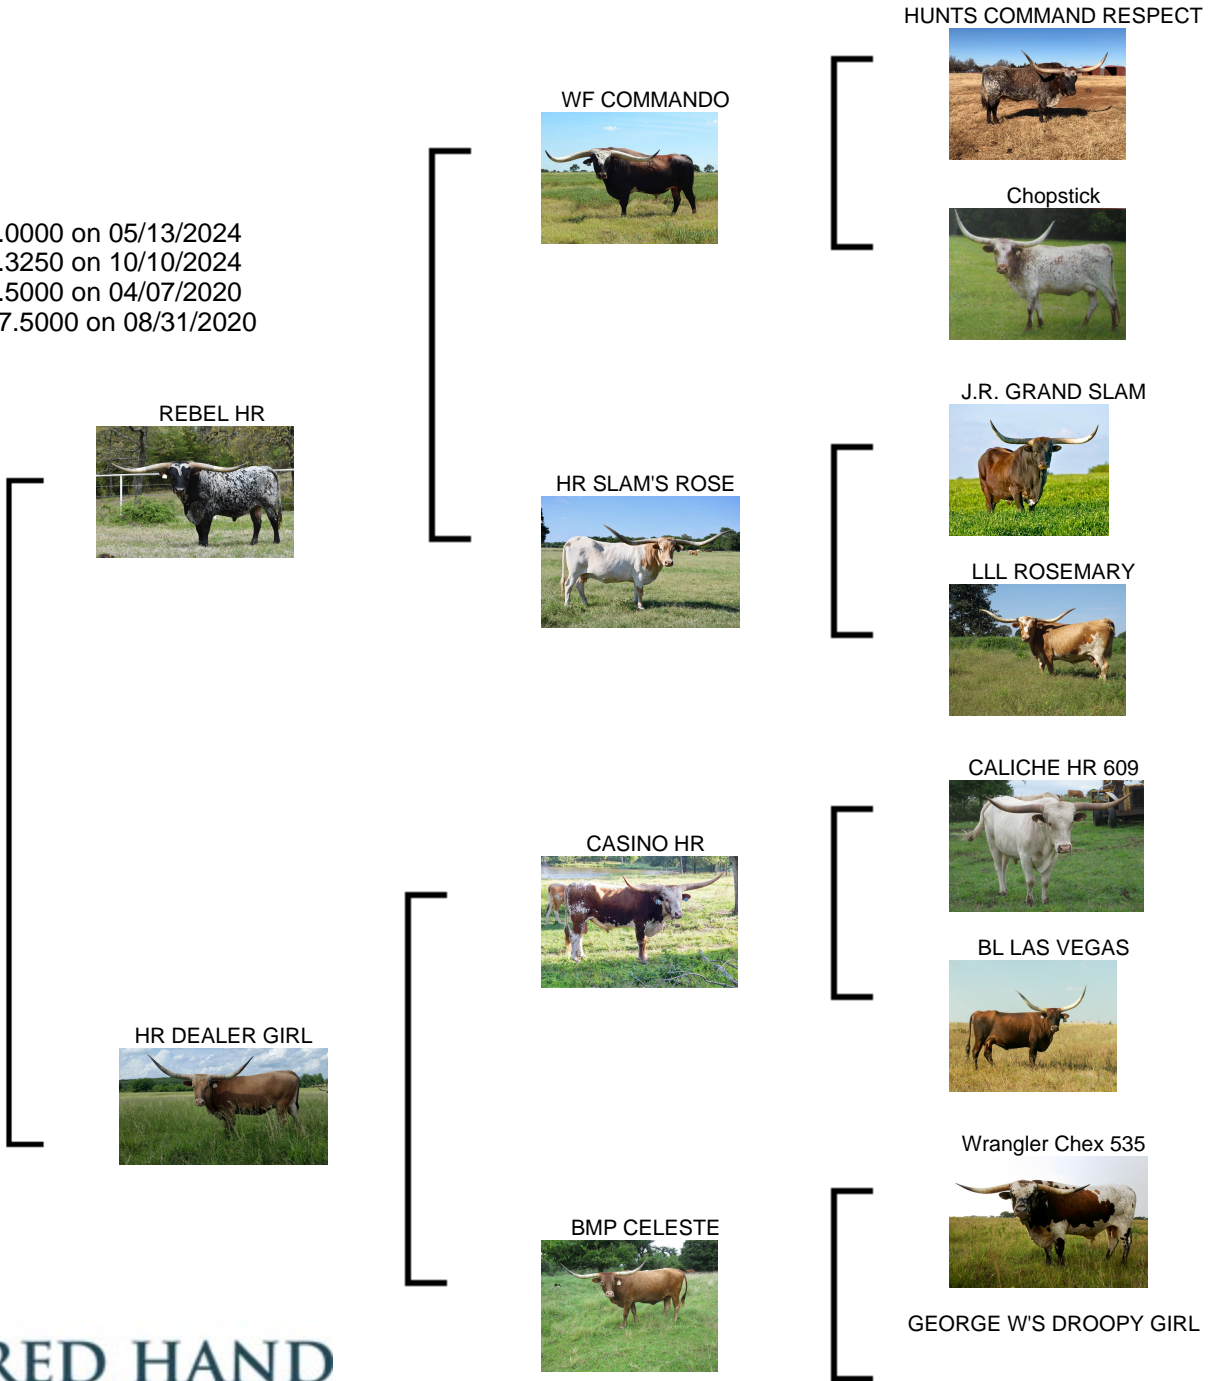 HUNTS COMMAND RESPECT
WF COMMANDO
Chopstick
.0000 on 05/13/2024
.3250 on 10/10/2024
.5000 on 04/07/2020
7.5000 on 08/31/2020
J.R. GRAND SLAM
REBEL HR
HR SLAM'S ROSE
LLL ROSEMARY
CALICHE HR 609
CASINO HR
BL LAS VEGAS
HR DEALER GIRL
Wrangler Chex 535
BMP CELESTE
GEORGE W'S DROOPY GIRL
RED HAND